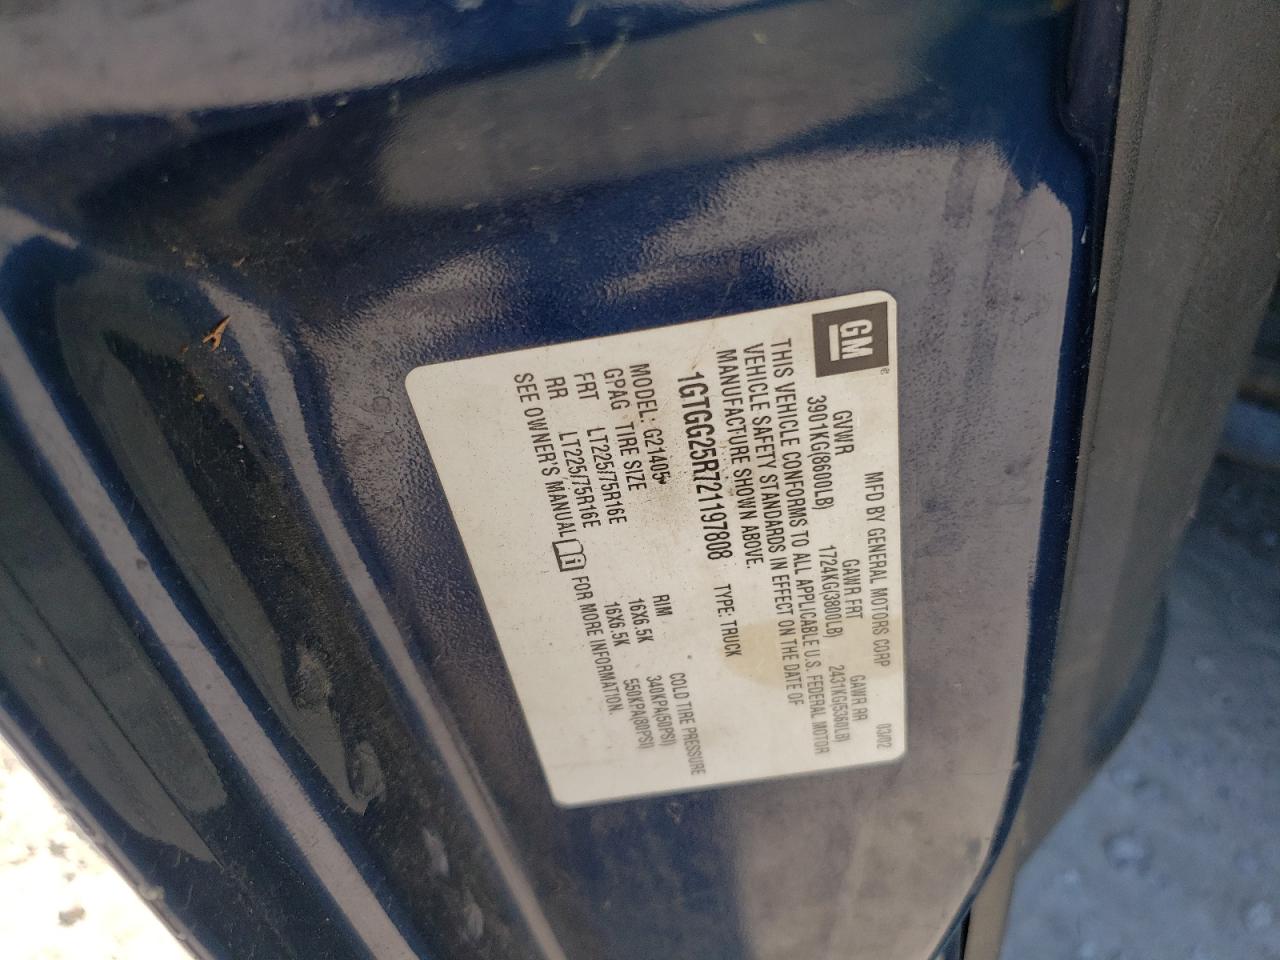 GM®
MFD BY GENERAL MOTORS CORP 03/02
GVWR GAWR FRT GAWR RR
3901KG(8600LB) 1724KG(3800LB) 2431KG(5360LB)
THIS VEHICLE CONFORMS TO ALL APPLICABLE U.S. FEDERAL MOTOR
VEHICLE SAFETY STANDARDS IN EFFECT ON THE DATE OF
MANUFACTURE SHOWN ABOVE.
1GTGG25R721197808 TYPE: TRUCK
MODEL: G21405
GPAG TIRE SIZE RIM COLD TIRE PRESSURE
FRT LT225/75R16E 16X6.5K 340KPA(50PSI)
RR LT225/75R16E 16X6.5K 550KPA(80PSI)
SEE OWNER'S MANUAL FOR MORE INFORMATION.